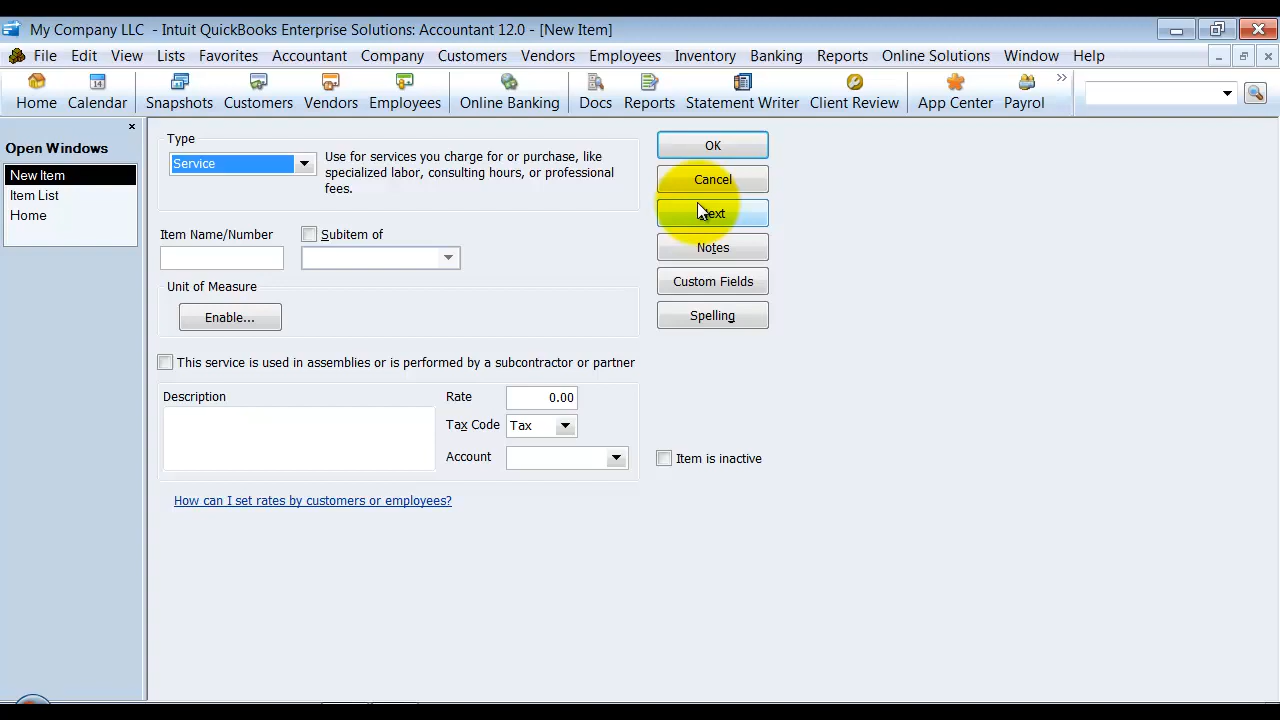 My Company LLC - Intuit QuickBooks Enterprise Solutions: Accountant 12.0 - [New Item]
File Edit View Lists Favorites Accountant Company Customers Vendors Employees Inventory Banking Reports Online Solutions Window Help
Home Calendar Snapshots Customers Vendors Employees Online Banking Docs Reports Statement Writer Client Review App Center Payrol
14
Open Windows
New Item
Item List
Home
Type
Service
Use for services you charge for or purchase, like
specialized labor, consulting hours, or professional
fees.
Item Name/Number
Subitem of
Unit of Measure
Enable...
This service is used in assemblies or is performed by a subcontractor or partner
Description
Rate 0.00
Tax Code Tax
Account
How can I set rates by customers or employees?
OK
Cancel
Notes
Custom Fields
Spelling
Item is inactive